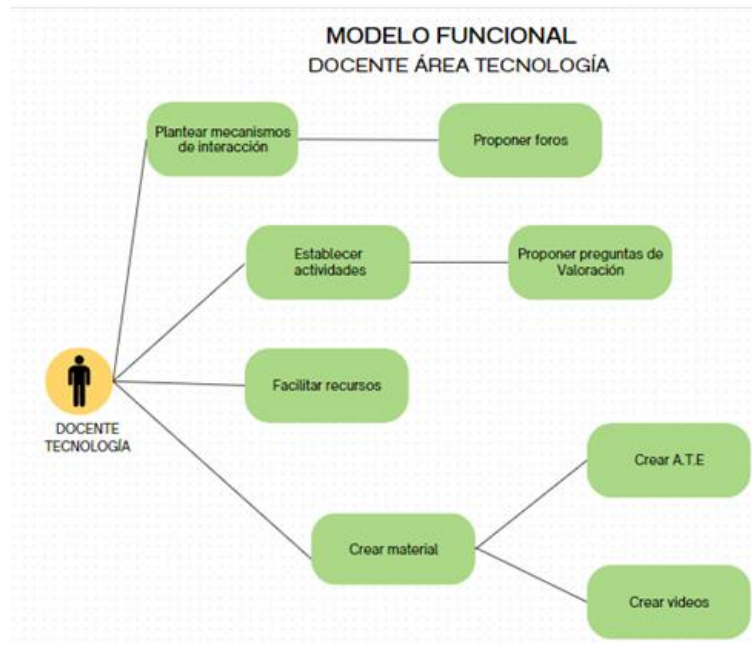 MODELO FUNCIONAL
DOCENTE ÁREA TECNOLOGÍA
Plantear mecanismos
de interacción
Proponer foros
Establecer
actividades
Proponer preguntas de
Valoración
Facilitar recursos
DOCENTE
TECNOLOGÍA
Crear A.T.E
Crear material
Crear videos